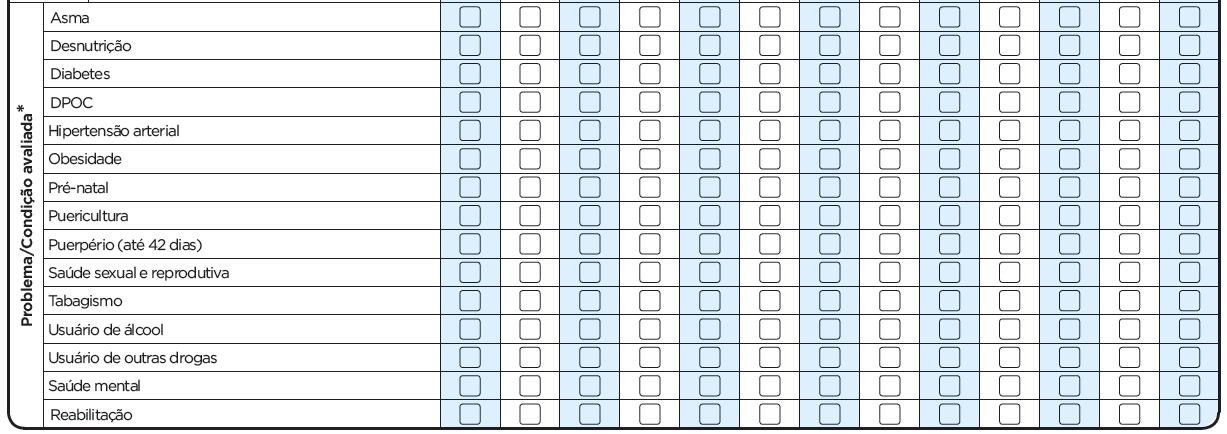 Problema/Condição avaliada*
Asma
Desnutrição
Diabetes
DPOC
Hipertensão arterial
Obesidade
Pré-natal
Puericultura
Puerpério (até 42 dias)
Saúde sexual e reprodutiva
Tabagismo
Usuário de álcool
Usuário de outras drogas
Saúde mental
Reabilitação